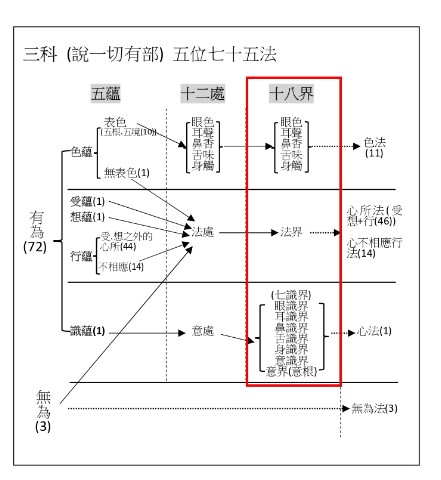 三科 (說一切有部) 五位七十五法
五蘊 十二處 十八界
表色
(五根,五境(10))
色蘊
無表色(1)
眼色
耳聲
鼻香
舌味
身觸
眼色
耳聲
鼻香
舌味
身觸
色法
(11)
有為
(72)
受蘊(1)
想蘊(1)
行蘊
受,想之外的
心所(44)
不相應(14)
法處
法界
心所法(受
想+行(46))
心不相應行
法(14)
識蘊(1)
意處
(七識界)
眼識界
耳識界
鼻識界
舌識界
身識界
意識界
意界(意根)
心法(1)
無為
(3)
無為法(3)